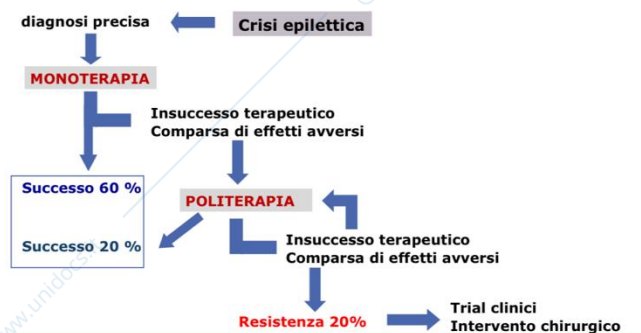 diagnosi precisa
Crisi epilettica
MONOTERAPIA
Insuccesso terapeutico
Comparsa di effetti avversi
Successo 60 %
POLITERAPIA
Successo 20 %
Insuccesso terapeutico
Comparsa di effetti avversi
Resistenza 20%
Trial clinici
Intervento chirurgico